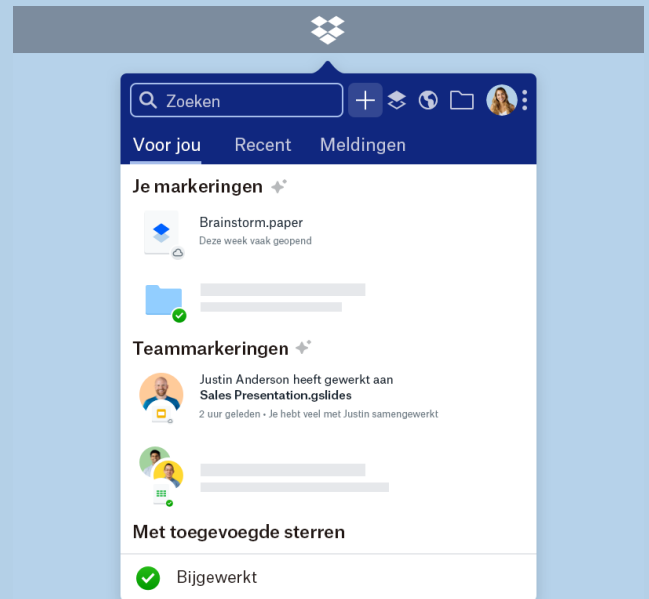 Zoeken
Voor jou Recent Meldingen
Je markeringen
Brainstorm.paper
Deze week vaak geopend
Teammarkeringen
Justin Anderson heeft gewerkt aan
Sales Presentation.gslides
2 uur geleden • Je hebt veel met Justin samengewerkt
Met toegevoegde sterren
Bijgewerkt